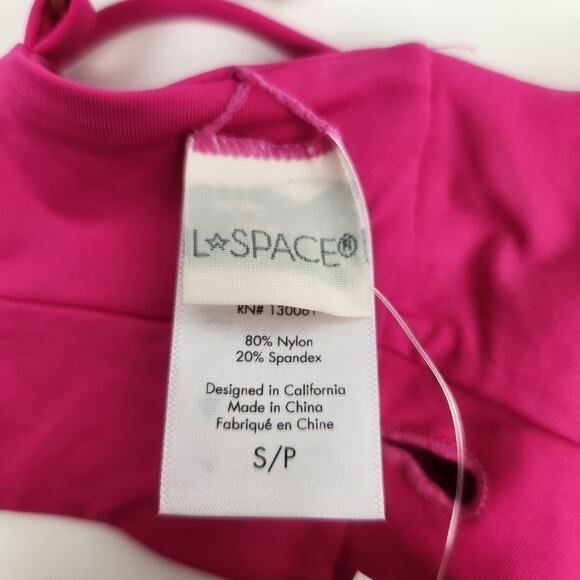 L☆SPACE®
RN# 130061
80% Nylon
20% Spandex
Designed in California
Made in China
Fabriqué en Chine
S/P